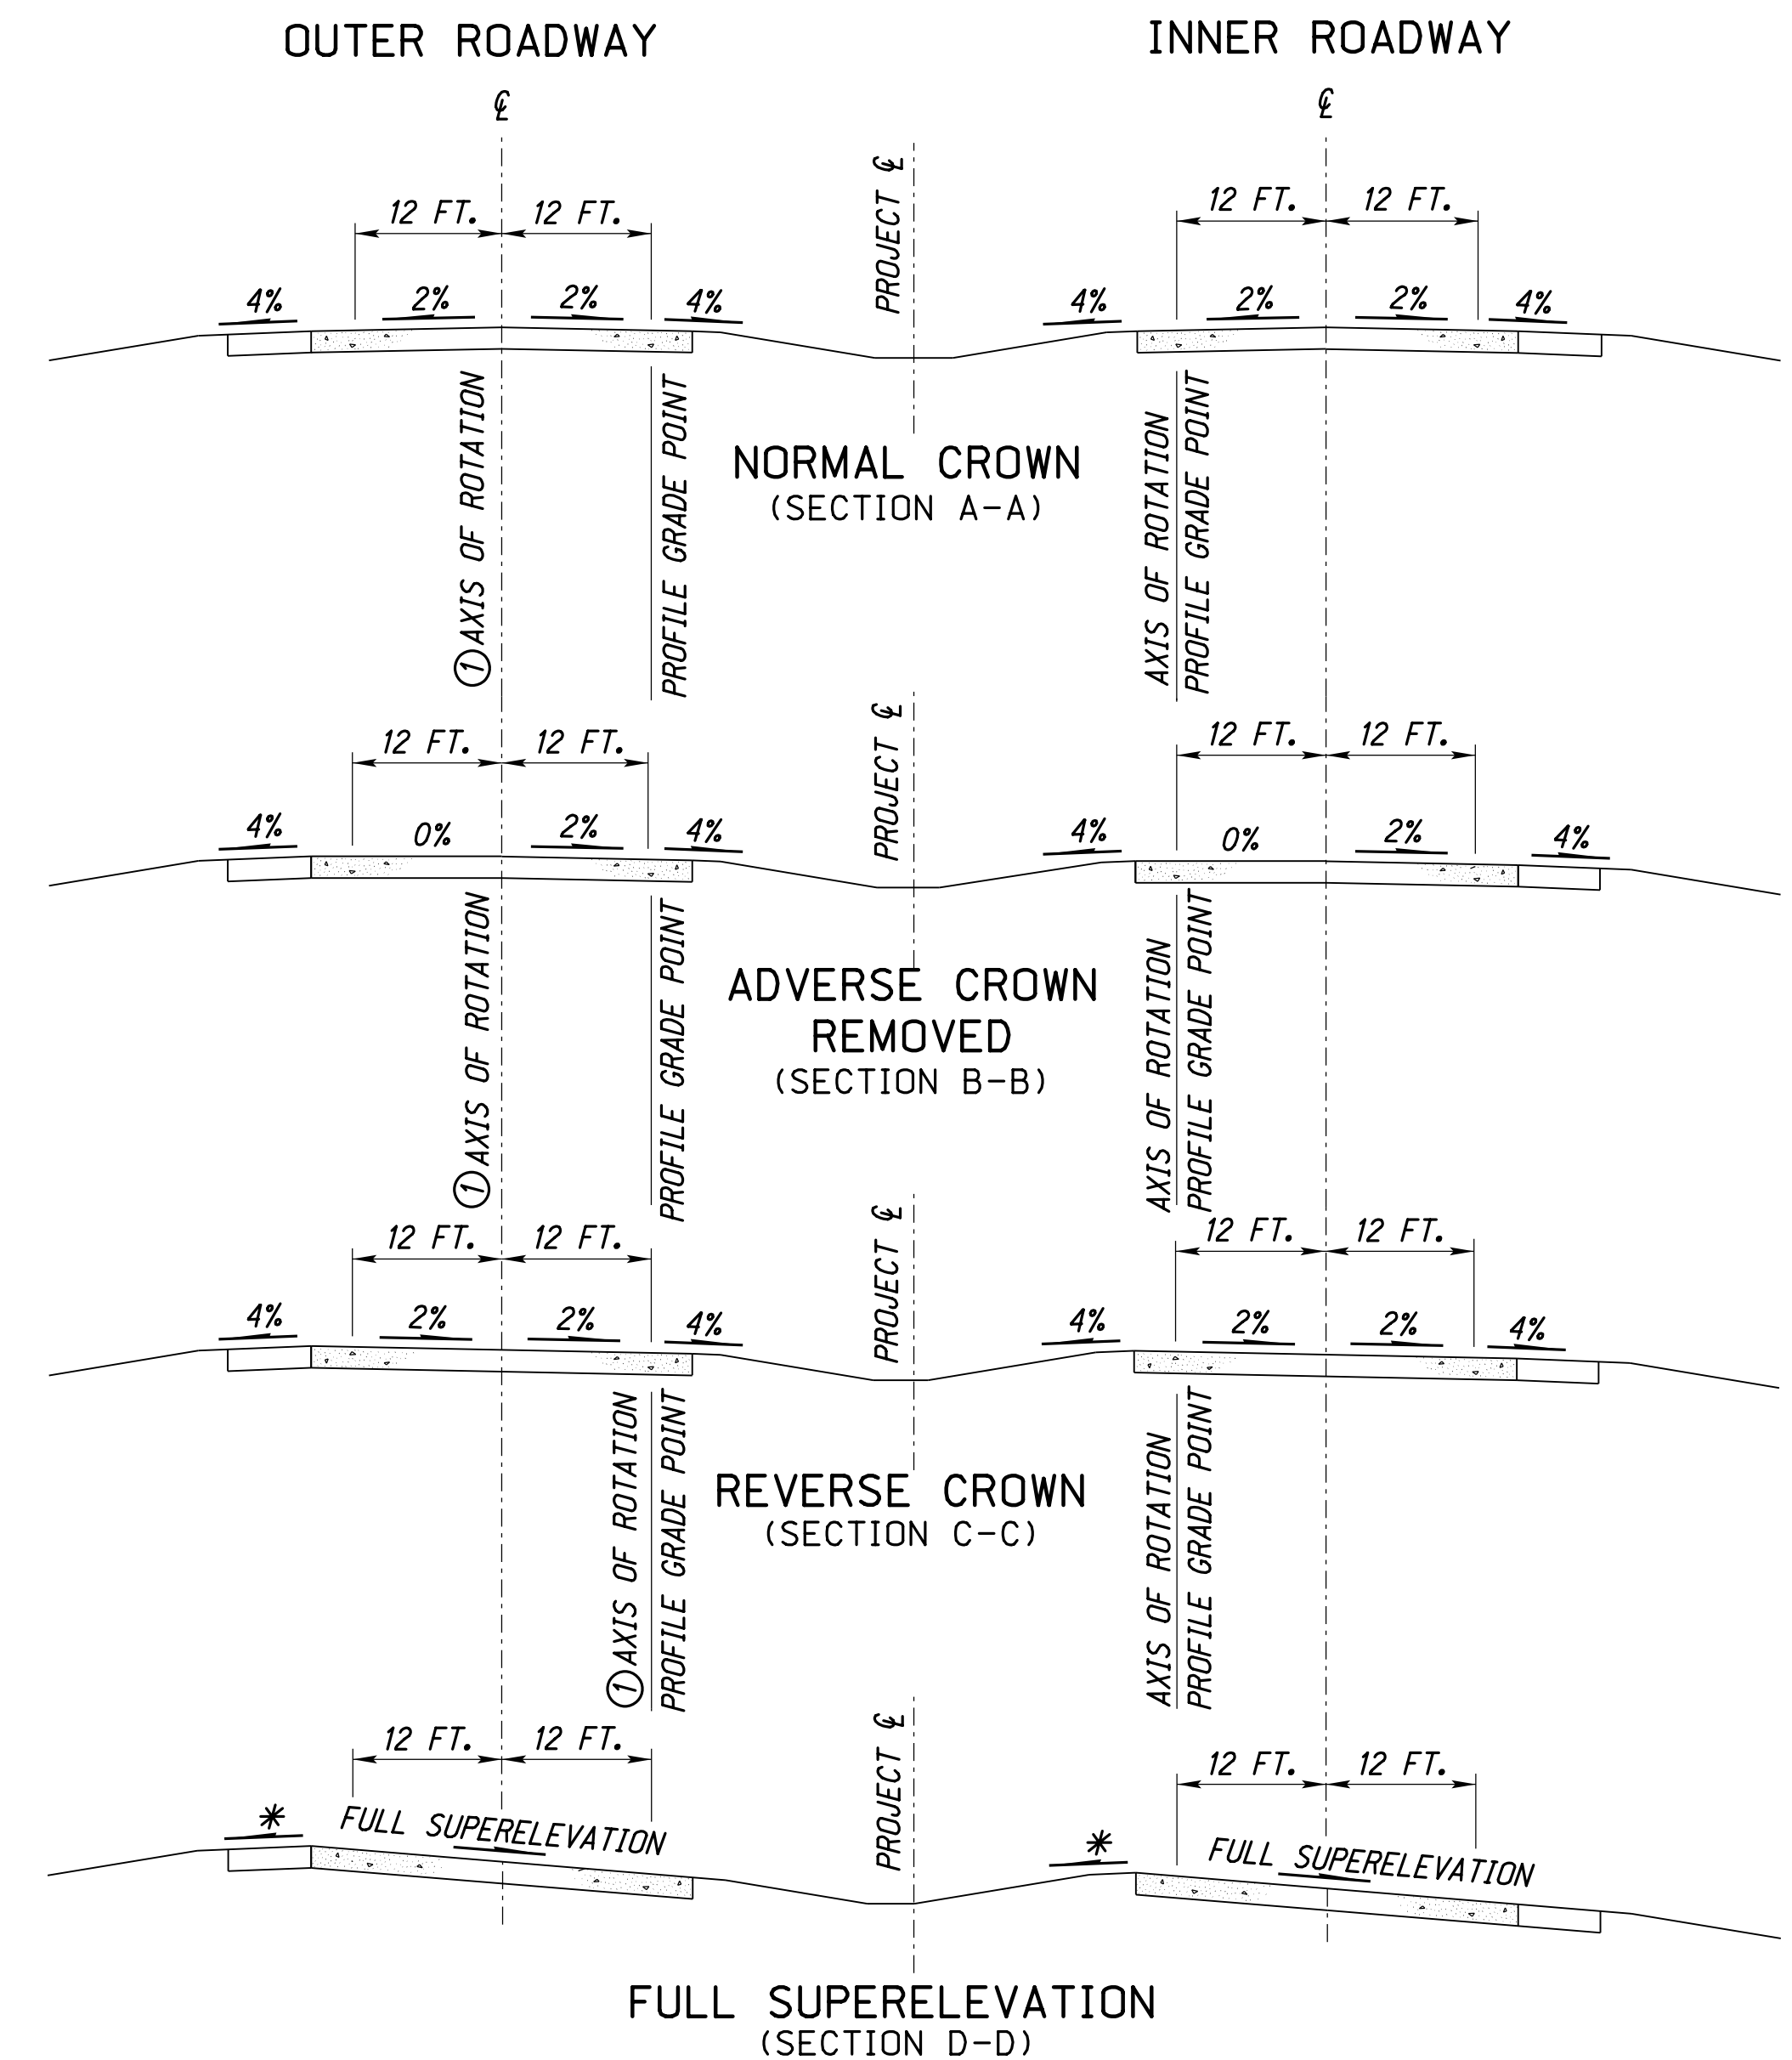 OUTER ROADWAY
INNER ROADWAY
℄
℄
PROJECT ℄
12 FT.
12 FT.
12 FT.
12 FT.
4%
2%
2%
4%
4%
2%
2%
4%
1 AXIS OF ROTATION
PROFILE GRADE POINT
NORMAL CROWN
(SECTION A-A)
AXIS OF ROTATION
PROFILE GRADE POINT
PROJECT ℄
12 FT.
12 FT.
12 FT.
12 FT.
4%
0%
2%
4%
4%
0%
2%
4%
1 AXIS OF ROTATION
PROFILE GRADE POINT
ADVERSE CROWN
REMOVED
(SECTION B-B)
AXIS OF ROTATION
PROFILE GRADE POINT
PROJECT ℄
12 FT.
12 FT.
12 FT.
12 FT.
4%
2%
2%
4%
4%
2%
2%
4%
1 AXIS OF ROTATION
PROFILE GRADE POINT
REVERSE CROWN
(SECTION C-C)
AXIS OF ROTATION
PROFILE GRADE POINT
PROJECT ℄
12 FT.
12 FT.
12 FT.
12 FT.
*
FULL SUPERELEVATION
*
FULL SUPERELEVATION
FULL SUPERELEVATION
(SECTION D-D)